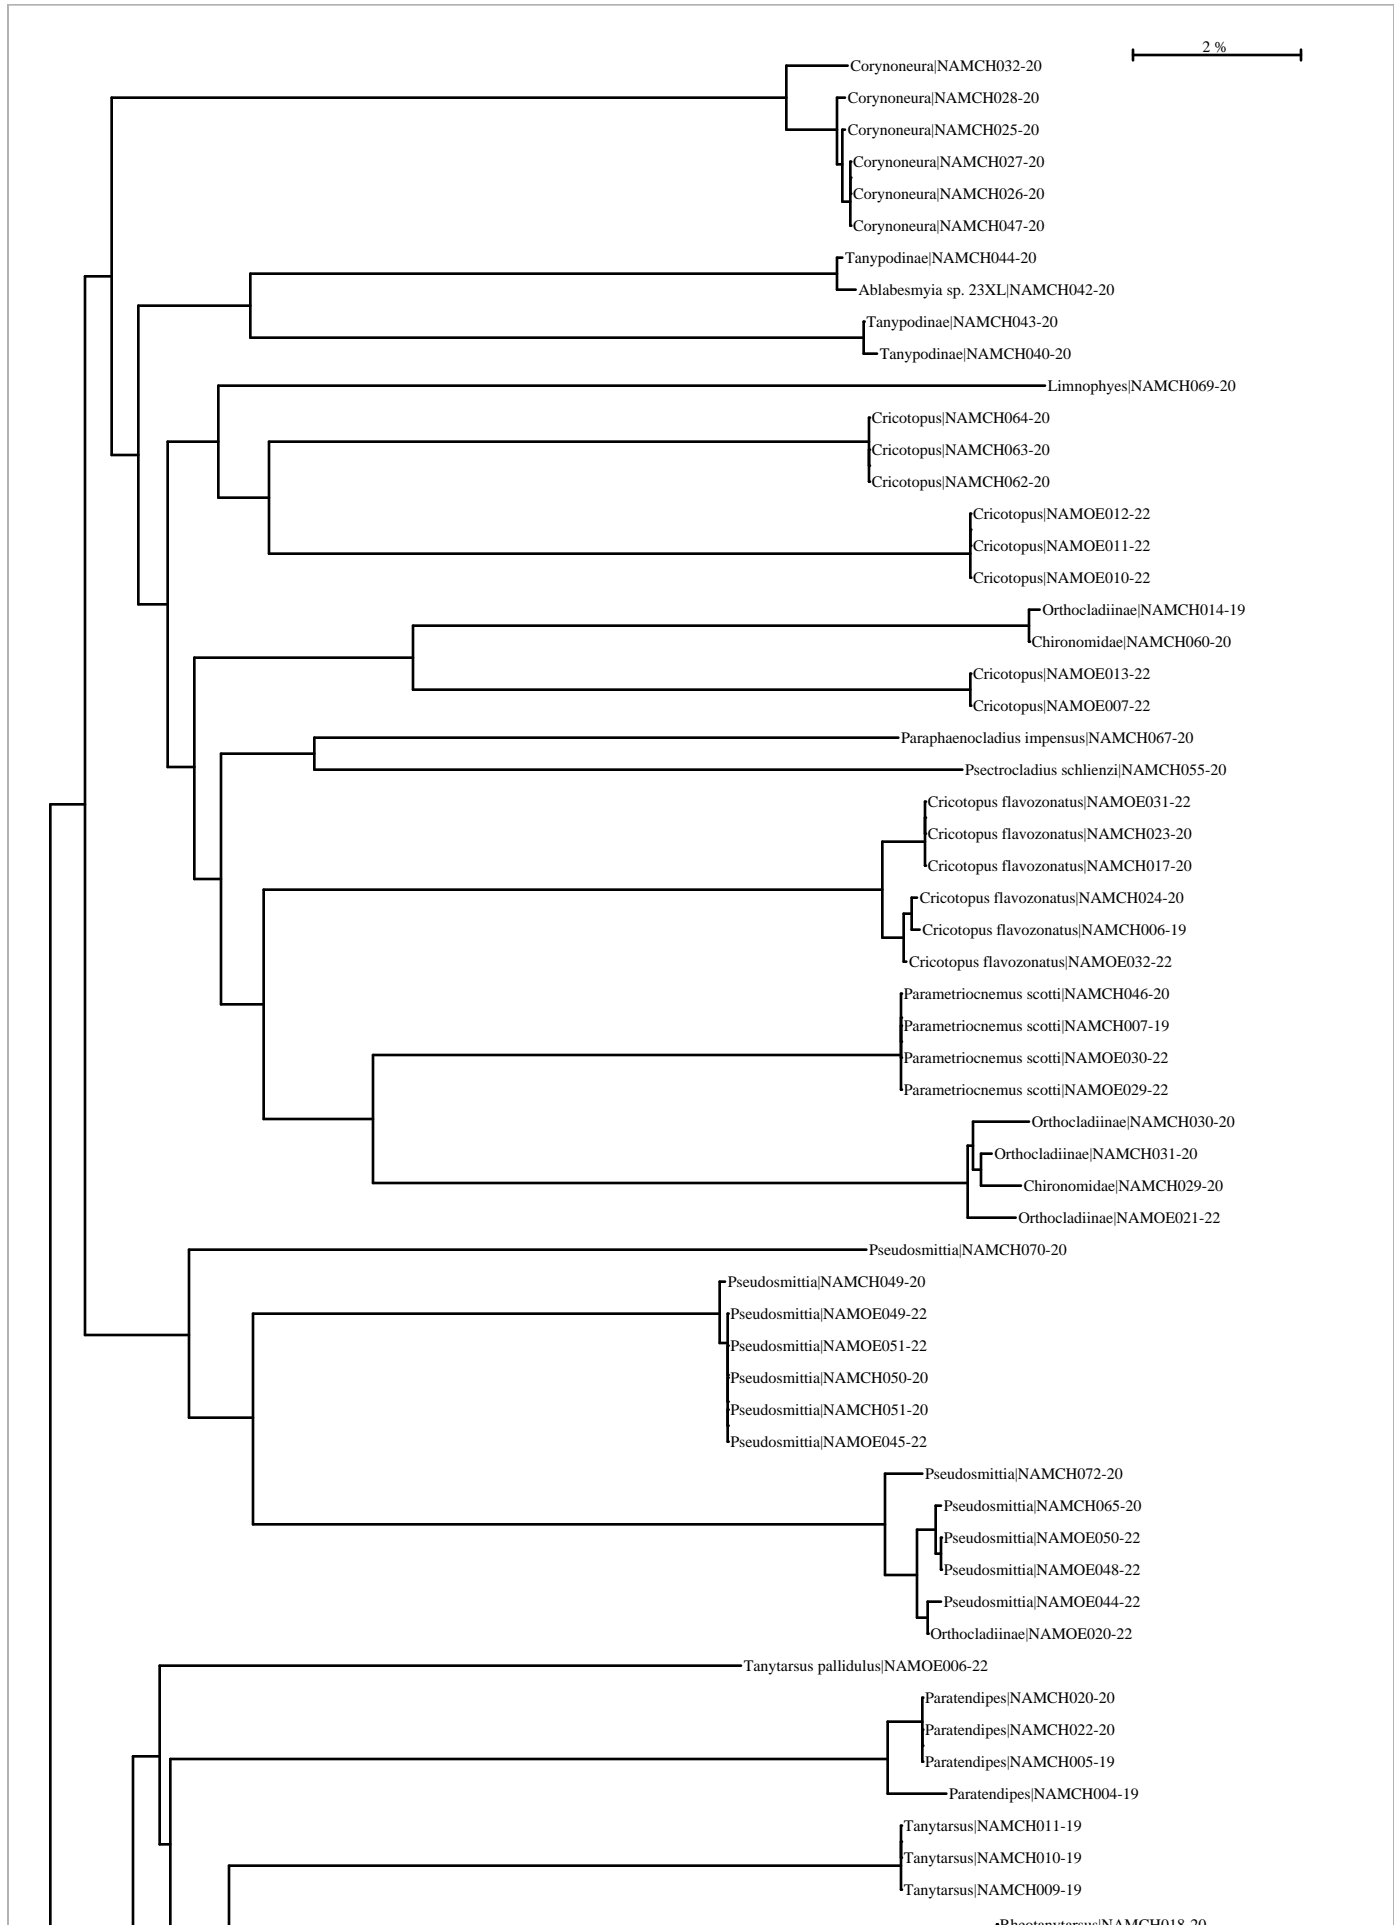 2 %
Corynoneura|NAMCH032-20
Corynoneura|NAMCH028-20
Corynoneura|NAMCH025-20
Corynoneura|NAMCH027-20
Corynoneura|NAMCH026-20
Corynoneura|NAMCH047-20
Tanypodinae|NAMCH044-20
Ablabesmyia sp. 23XL|NAMCH042-20
Tanypodinae|NAMCH043-20
Tanypodinae|NAMCH040-20
Limnophyes|NAMCH069-20
Cricotopus|NAMCH064-20
Cricotopus|NAMCH063-20
Cricotopus|NAMCH062-20
Cricotopus|NAMOE012-22
Cricotopus|NAMOE011-22
Cricotopus|NAMOE010-22
Orthocladiinae|NAMCH014-19
Chironomidae|NAMCH060-20
Cricotopus|NAMOE013-22
Cricotopus|NAMOE007-22
Paraphaenocladius impensus|NAMCH067-20
Psectrocladius schlienzi|NAMCH055-20
Cricotopus flavozonatus|NAMOE031-22
Cricotopus flavozonatus|NAMCH023-20
Cricotopus flavozonatus|NAMCH017-20
Cricotopus flavozonatus|NAMCH024-20
Cricotopus flavozonatus|NAMCH006-19
Cricotopus flavozonatus|NAMOE032-22
Parametriocnemus scotti|NAMCH046-20
Parametriocnemus scotti|NAMCH007-19
Parametriocnemus scotti|NAMOE030-22
Parametriocnemus scotti|NAMOE029-22
Orthocladiinae|NAMCH030-20
Orthocladiinae|NAMCH031-20
Chironomidae|NAMCH029-20
Orthocladiinae|NAMOE021-22
Pseudosmittia|NAMCH070-20
Pseudosmittia|NAMCH049-20
Pseudosmittia|NAMOE049-22
Pseudosmittia|NAMOE051-22
Pseudosmittia|NAMCH050-20
Pseudosmittia|NAMCH051-20
Pseudosmittia|NAMOE045-22
Pseudosmittia|NAMCH072-20
Pseudosmittia|NAMCH065-20
Pseudosmittia|NAMOE050-22
Pseudosmittia|NAMOE048-22
Pseudosmittia|NAMOE044-22
Orthocladiinae|NAMOE020-22
Tanytarsus pallidulus|NAMOE006-22
Paratendipes|NAMCH020-20
Paratendipes|NAMCH022-20
Paratendipes|NAMCH005-19
Paratendipes|NAMCH004-19
Tanytarsus|NAMCH011-19
Tanytarsus|NAMCH010-19
Tanytarsus|NAMCH009-19
Rheotanytarsus|NAMCH018-20